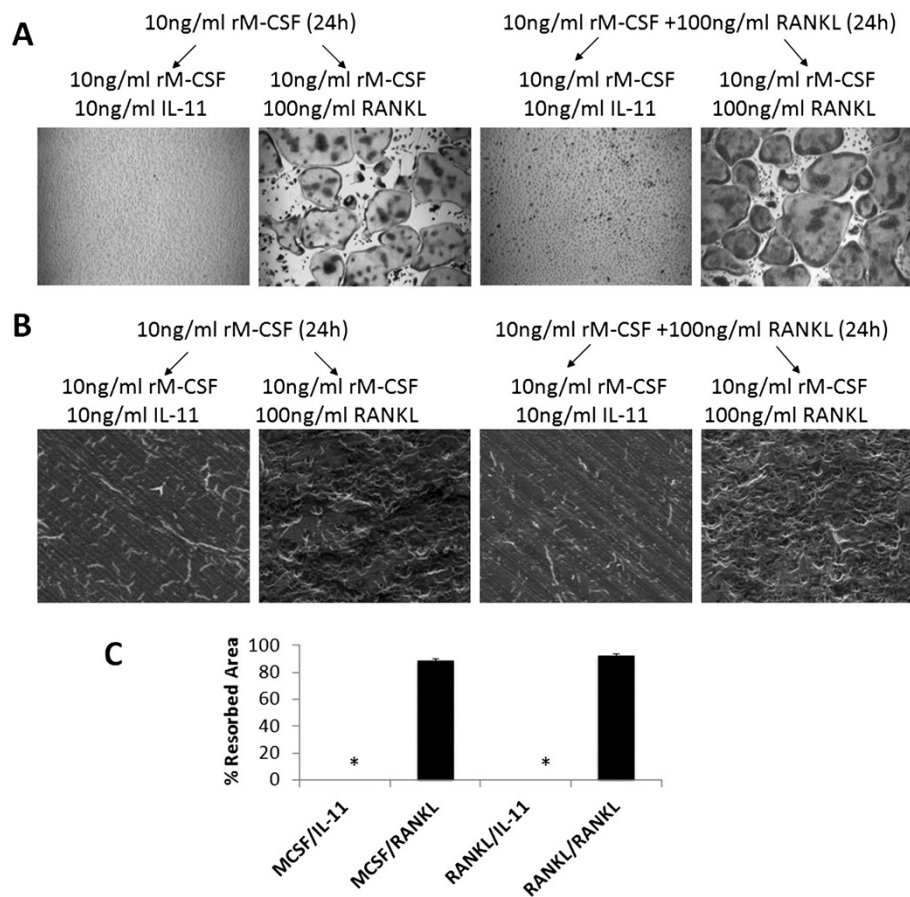 A
10ng/ml rM-CSF (24h)
10ng/ml rM-CSF +100ng/ml RANKL (24h)
10ng/ml rM-CSF
10ng/ml IL-11
10ng/ml rM-CSF
100ng/ml RANKL
10ng/ml rM-CSF
10ng/ml IL-11
10ng/ml rM-CSF
100ng/ml RANKL
B
10ng/ml rM-CSF (24h)
10ng/ml rM-CSF +100ng/ml RANKL (24h)
10ng/ml rM-CSF
10ng/ml IL-11
10ng/ml rM-CSF
100ng/ml RANKL
10ng/ml rM-CSF
10ng/ml IL-11
10ng/ml rM-CSF
100ng/ml RANKL
C
% Resorbed Area
100
80
60
40
20
0
*
*
MCSF/IL-11
MCSF/RANKL
RANKL/IL-11
RANKL/RANKL